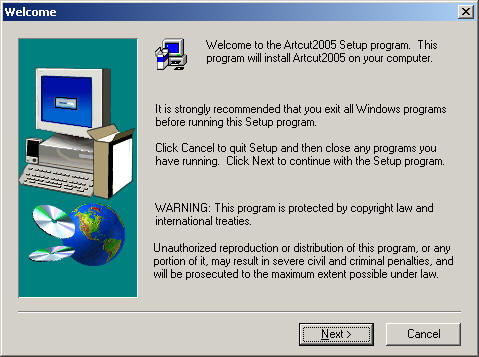 Welcome
Welcome to the Artcut2005 Setup program. This
program will install Artcut2005 on your computer.
It is strongly recommended that you exit all Windows programs
before running this Setup program.
Click Cancel to quit Setup and then close any programs you
have running. Click Next to continue with the Setup program.
WARNING: This program is protected by copyright law and
international treaties.
Unauthorized reproduction or distribution of this program, or any
portion of it, may result in severe civil and criminal penalties, and
will be prosecuted to the maximum extent possible under law.
Next >
Cancel